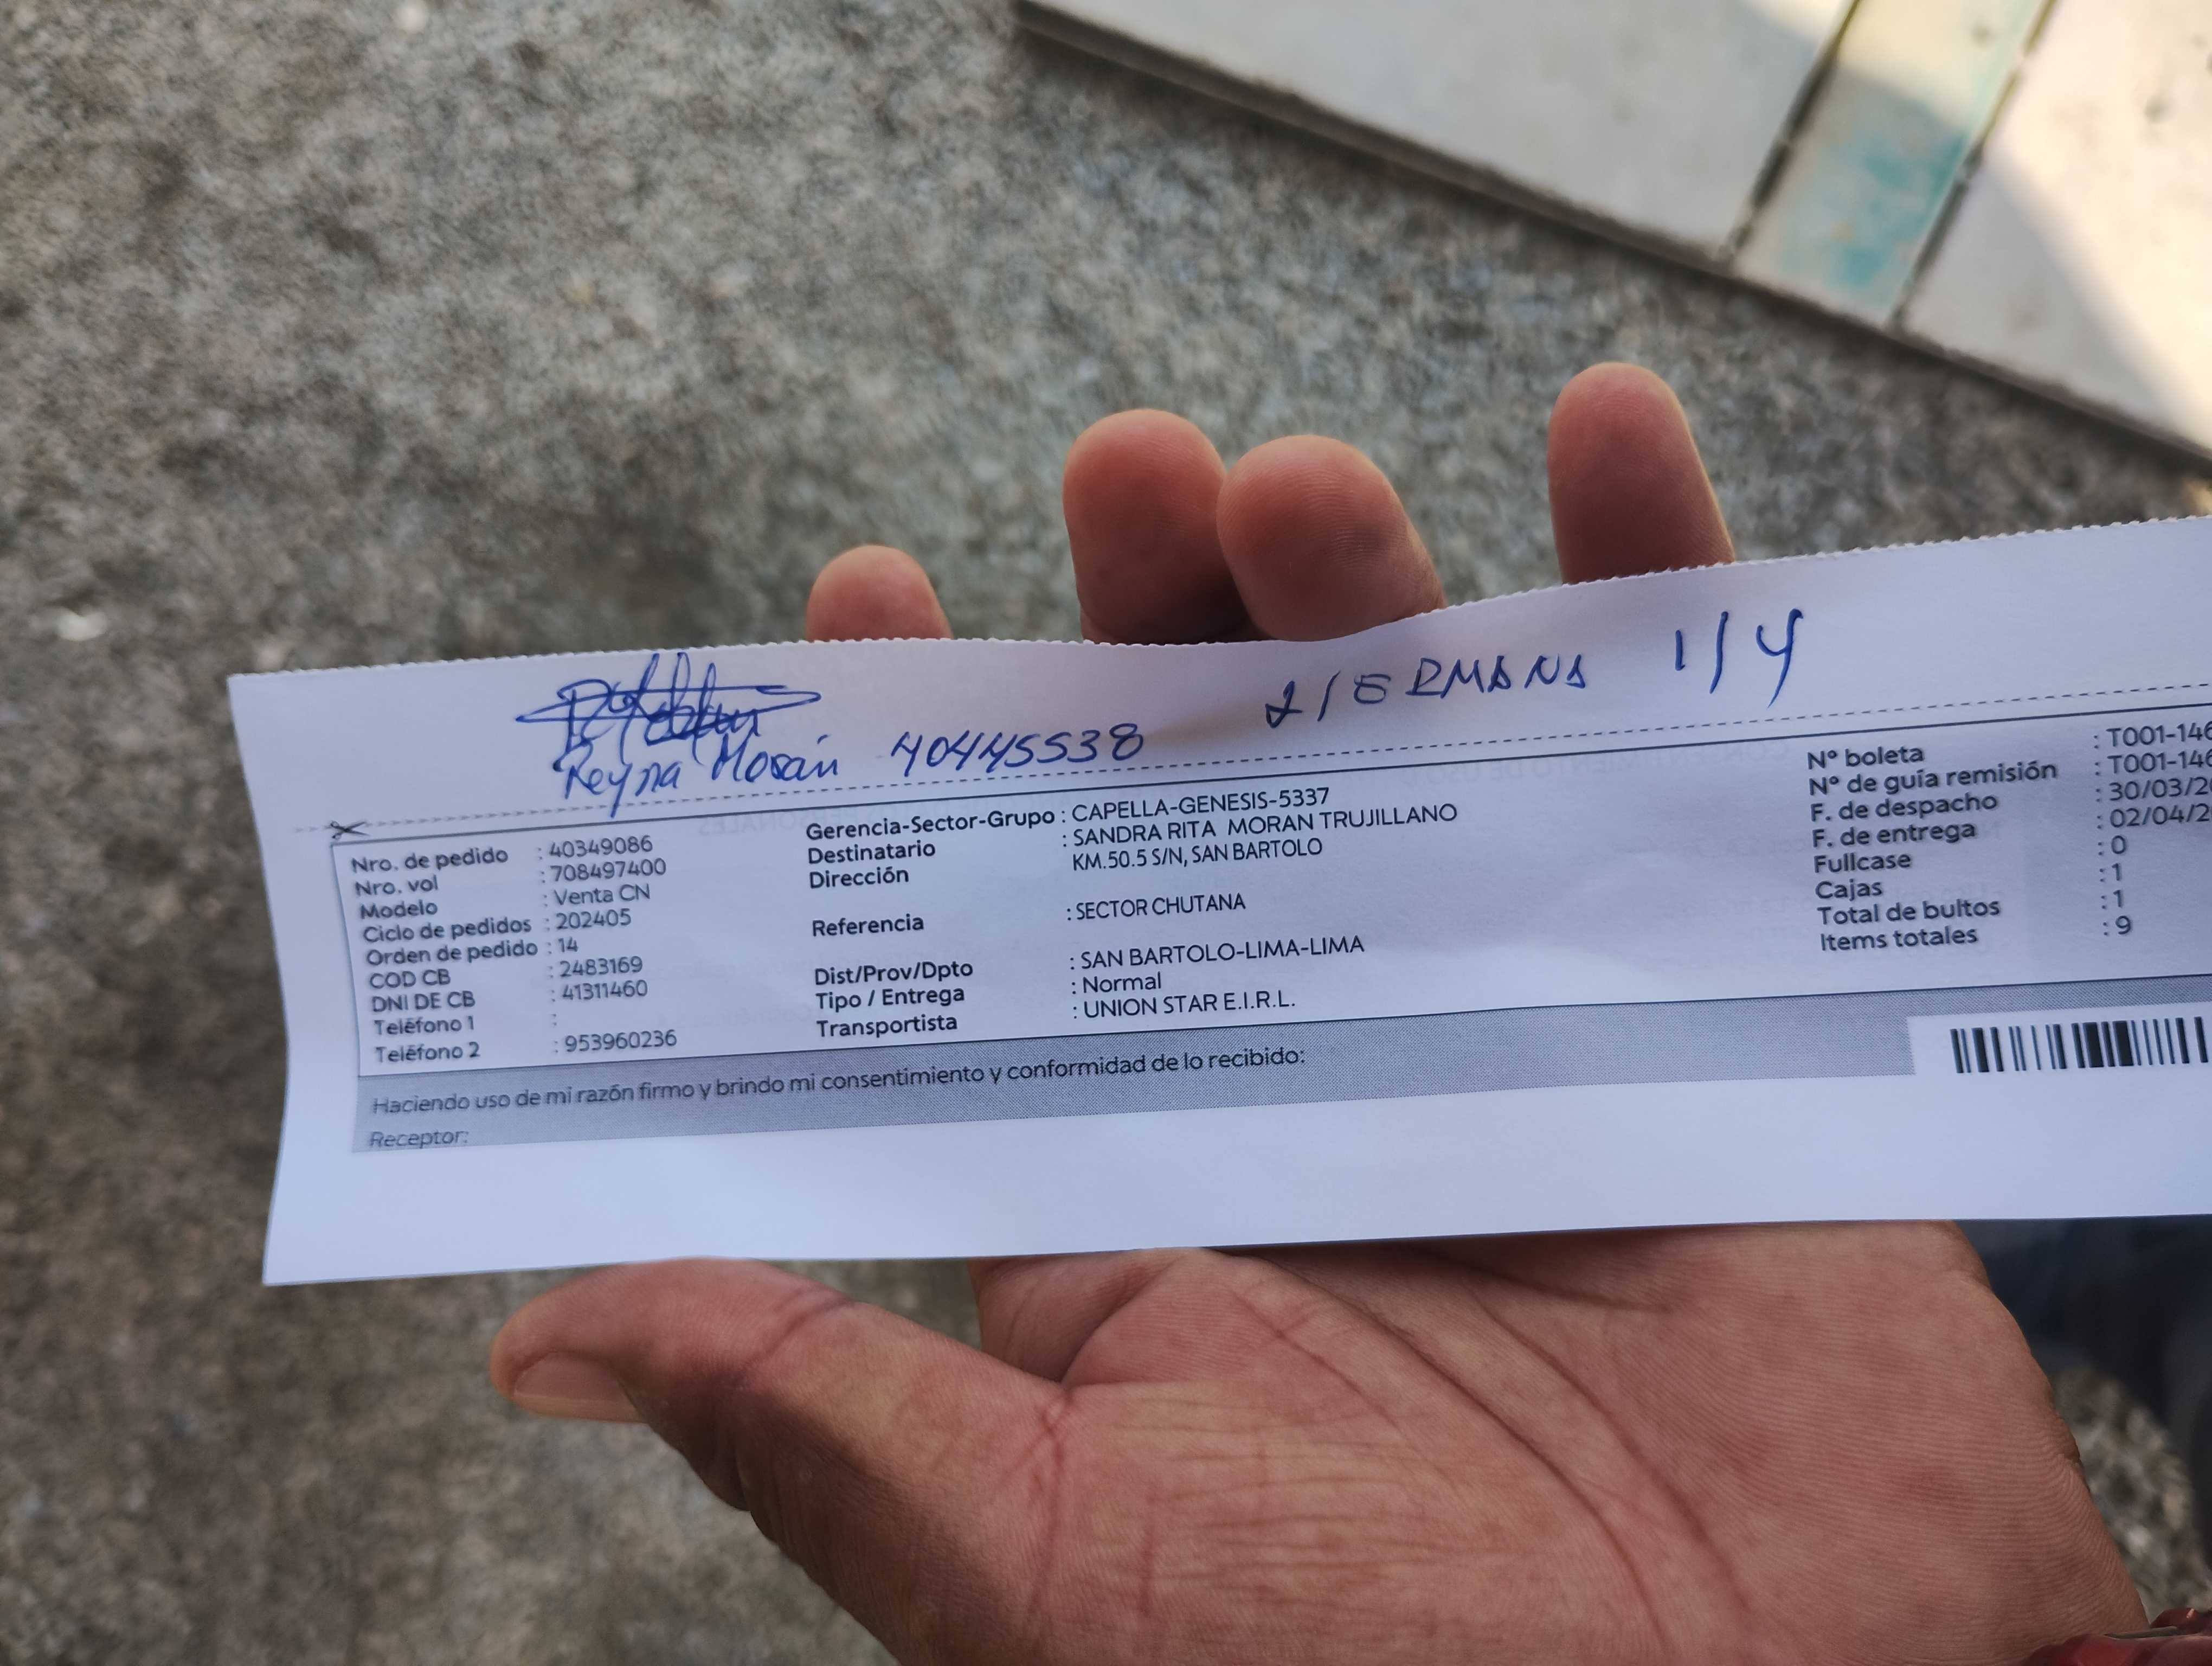 Reyna Morán 40445538
2/ERMANA 1/4
Nro. de pedido : 40349086
Nro. vol : 708497400
Modelo : Venta CN
Ciclo de pedidos : 202405
Orden de pedido : 14
COD CB : 2483169
DNI DE CB : 41311460
Teléfono 1 :
Teléfono 2 : 953960236
Gerencia-Sector-Grupo : CAPELLA-GENESIS-5337
Destinatario : SANDRA RITA MORAN TRUJILLANO
Dirección KM.50.5 S/N, SAN BARTOLO
Referencia : SECTOR CHUTANA
Dist/Prov/Dpto : SAN BARTOLO-LIMA-LIMA
Tipo / Entrega : Normal
Transportista : UNION STAR E.I.R.L.
Nº boleta : T001-146
Nº de guía remisión : T001-146
F. de despacho : 30/03/2
F. de entrega : 02/04/2
Fullcase : 0
Cajas : 1
Total de bultos : 1
Items totales : 9
Haciendo uso de mi razón firmo y brindo mi consentimiento y conformidad de lo recibido:
Receptor: